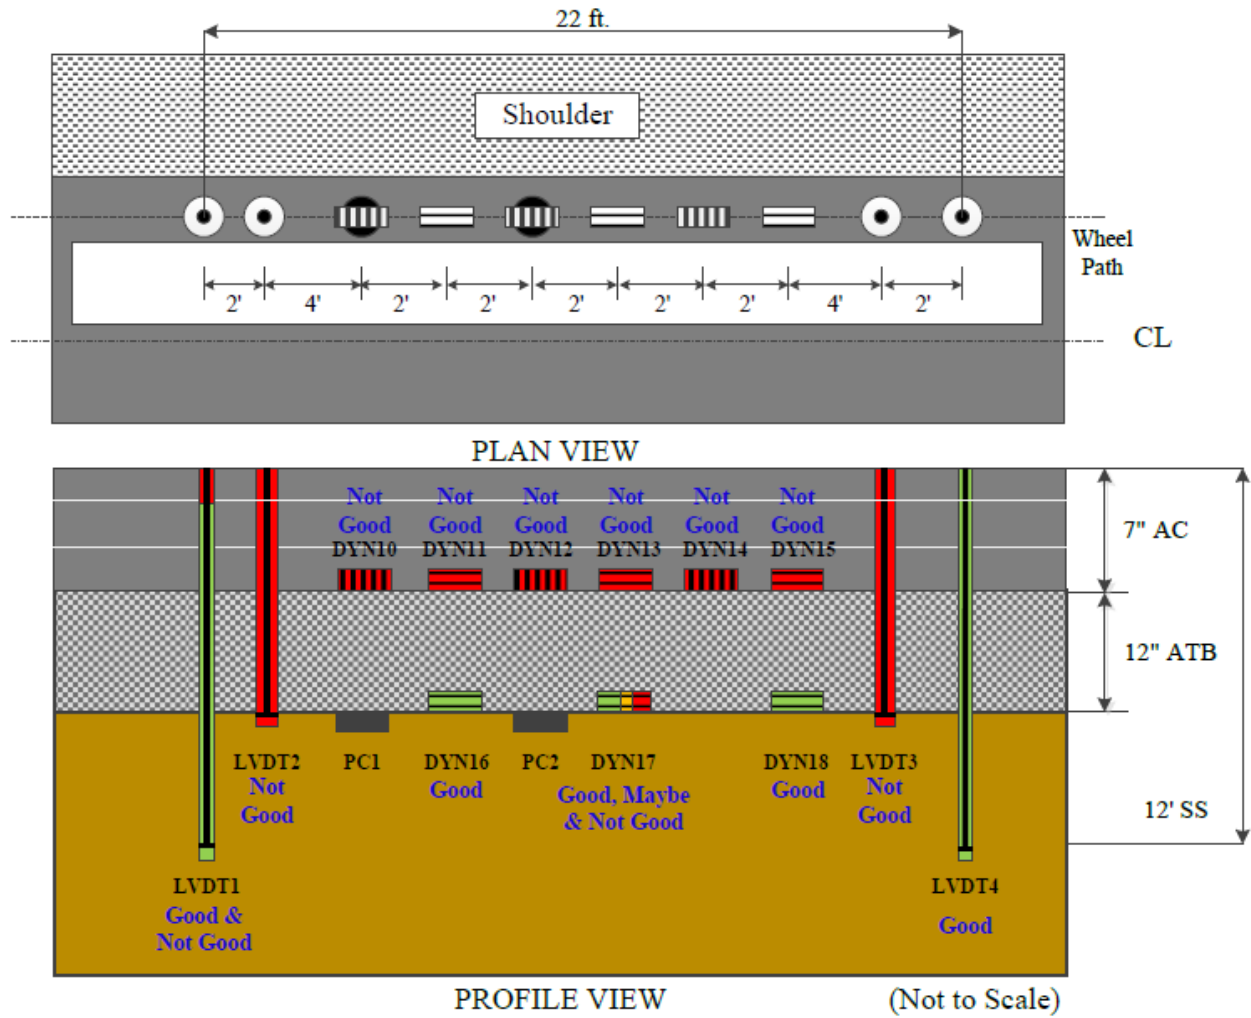 22 ft.
Shoulder
Wheel
Path
2' 4' 2' 2' 2' 2' 2' 4' 2'
CL
PLAN VIEW
Not Not Not Not Not Not
Good Good Good Good Good Good
DYN10 DYN11 DYN12 DYN13 DYN14 DYN15
7" AC
12" ATB
LVDT2 PC1 DYN16 PC2 DYN17 DYN18 LVDT3
Not Good Good Not
Good Good, Maybe Good
& Not Good
12' SS
LVDT1 LVDT4
Good & Good
Not Good
PROFILE VIEW (Not to Scale)